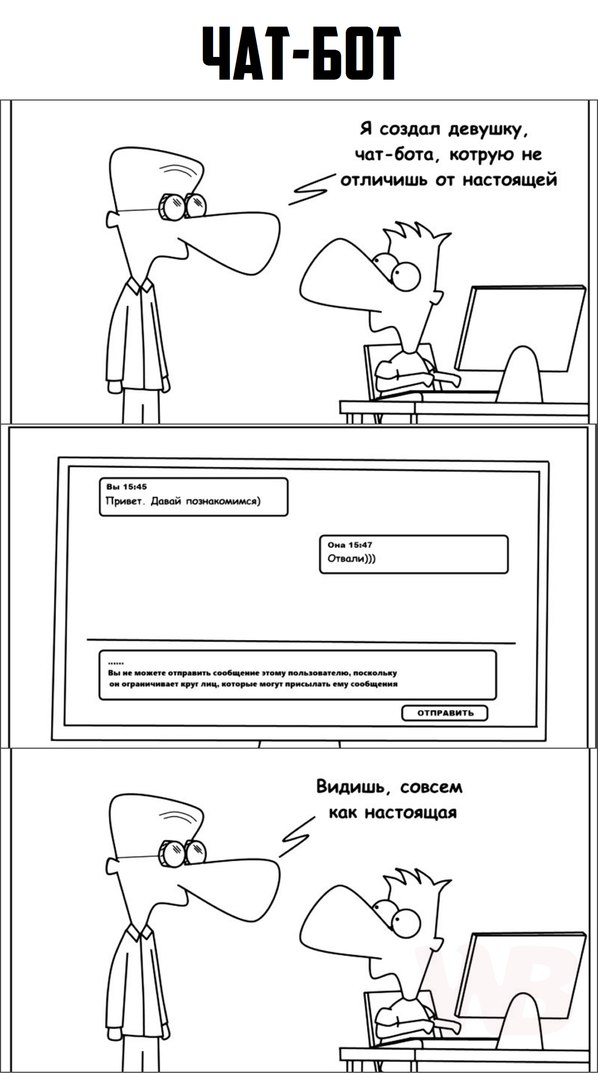 ЧАТ-БОТ
Я создал девушку,
чат-бота, котрую не
отличишь от настоящей
Вы 15:45
Привет. Давай познакомимся)
Она 15:47
Отвали)))
......
Вы не можете отправить сообщение этому пользователю, поскольку
он ограничивает круг лиц, которые могут присылать ему сообщения
ОТПРАВИТЬ
Видишь, совсем
как настоящая